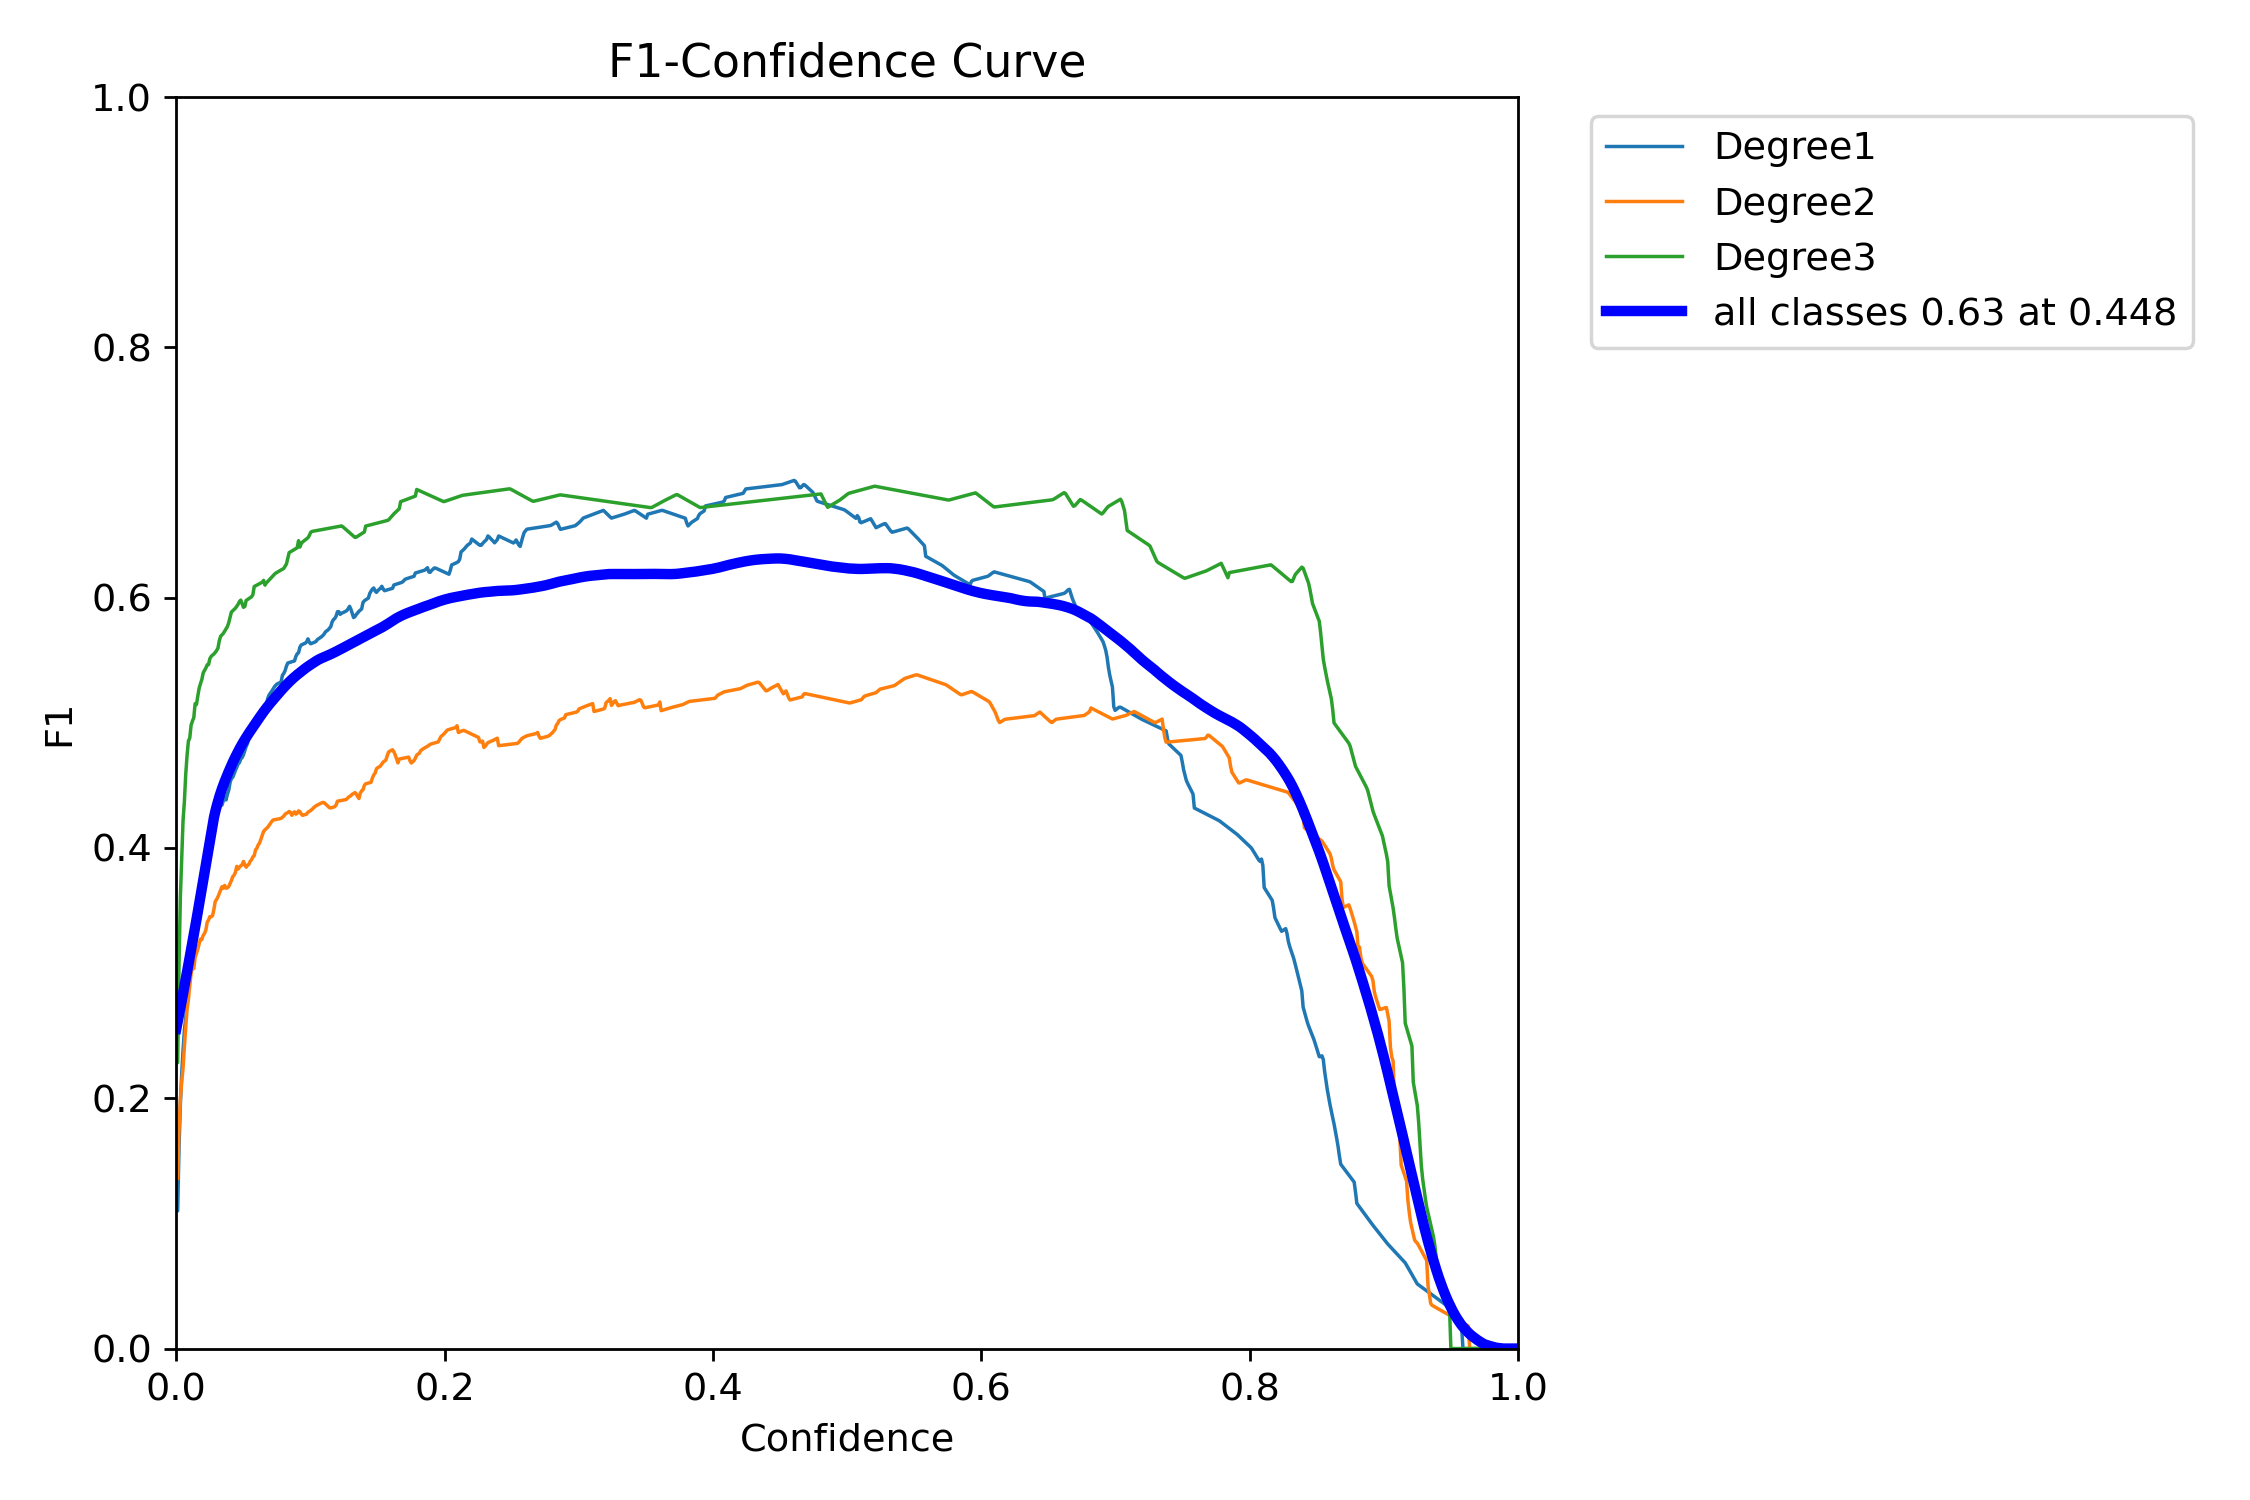 F1-Confidence Curve
1.0
0.8
0.6
0.4
0.2
0.0
F1
0.0 0.2 0.4 0.6 0.8 1.0
Confidence
Degree1
Degree2
Degree3
all classes 0.63 at 0.448